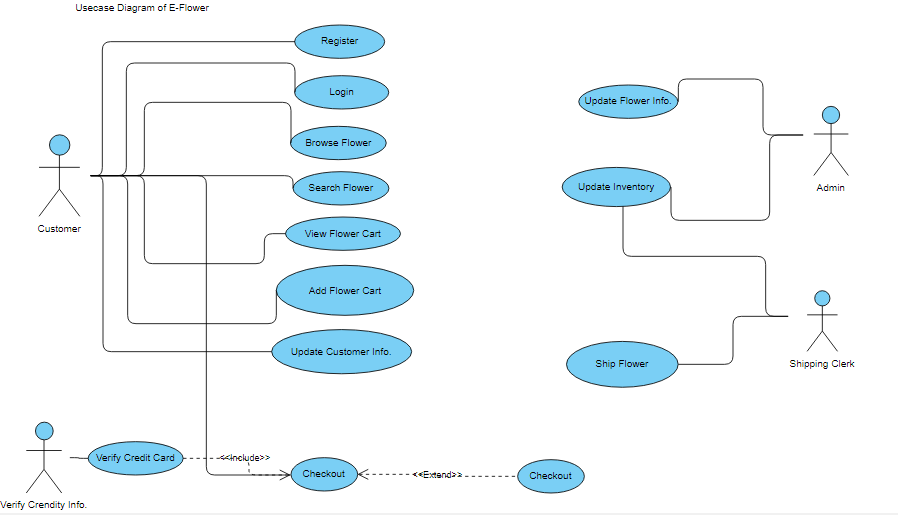 Usecase Diagram of E-Flower
Register
Login
Browse Flower
Search Flower
View Flower Cart
Add Flower Cart
Update Customer Info.
Customer
Update Flower Info.
Update Inventory
Admin
Ship Flower
Shipping Clerk
Verify Credit Card
<<Include>>
Checkout
<<Extend>>
Checkout
Verify Crendity Info.